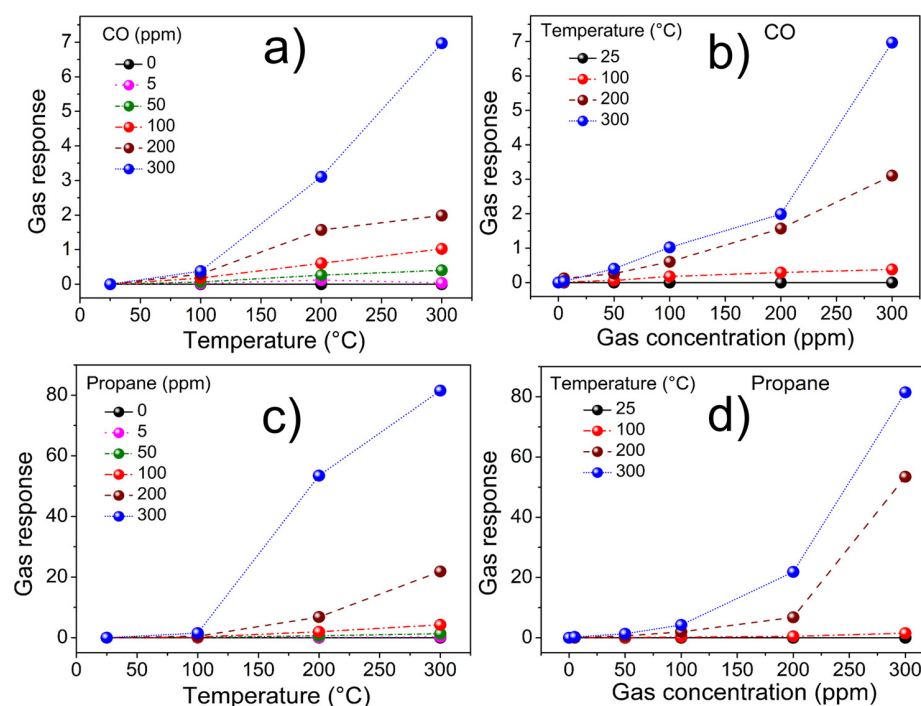 a)
CO (ppm)
0
5
50
100
200
300
Gas response
7
6
5
4
3
2
1
0
0 50 100 150 200 250 300
Temperature (°C)
b)
Temperature (°C)
CO
25
100
200
300
Gas response
7
6
5
4
3
2
1
0
0 50 100 150 200 250 300
Gas concentration (ppm)
c)
Propane (ppm)
0
5
50
100
200
300
Gas response
80
60
40
20
0
0 50 100 150 200 250 300
Temperature (°C)
d)
Temperature (°C)
Propane
25
100
200
300
Gas response
80
60
40
20
0
0 50 100 150 200 250 300
Gas concentration (ppm)